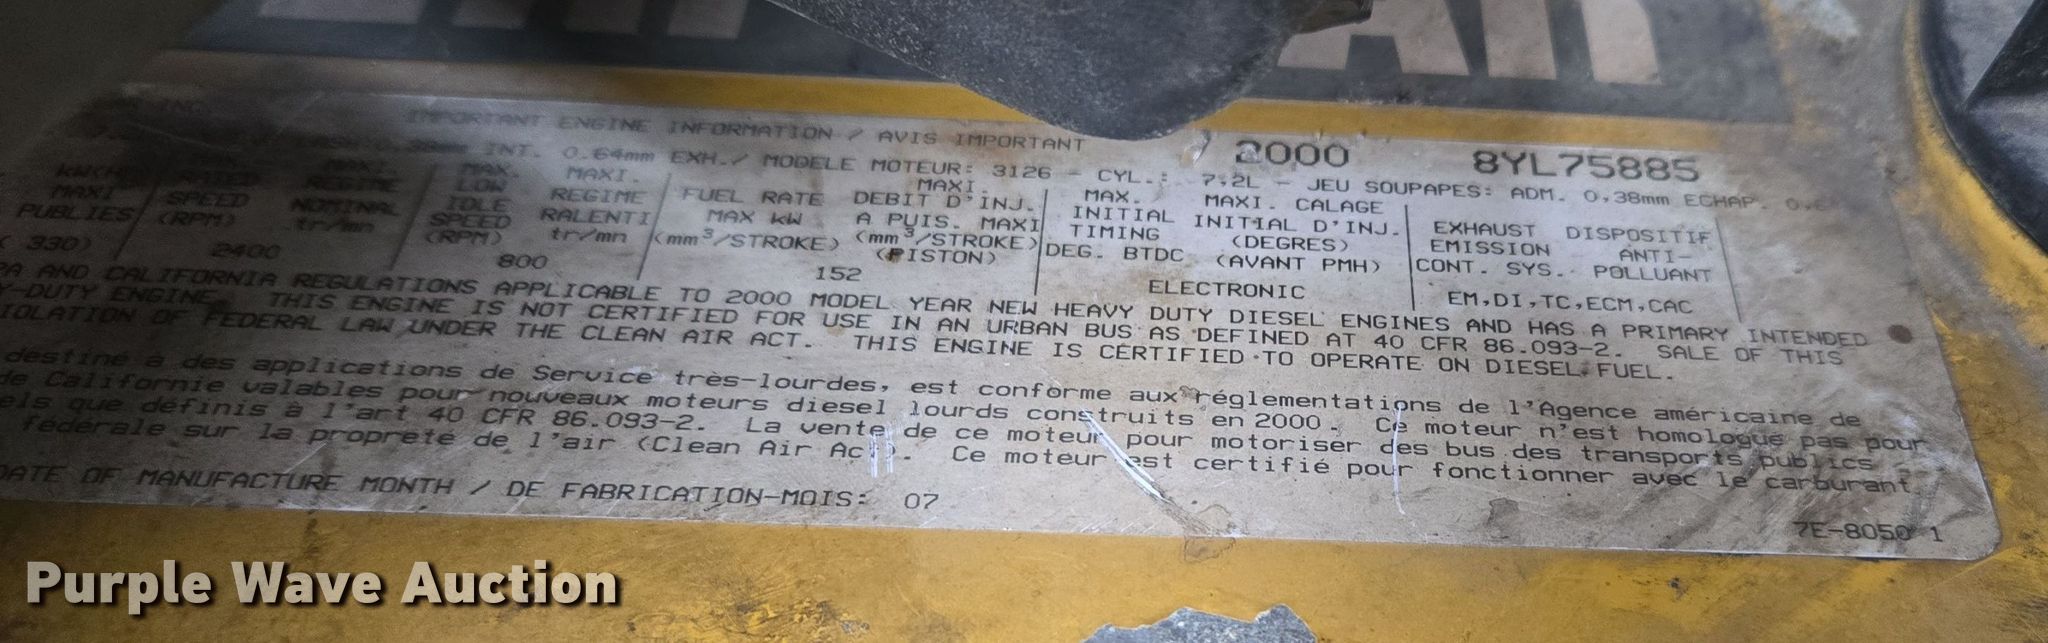 INC.
IMPORTANT ENGINE INFORMATION / AVIS IMPORTANT
2000 8YL75885
INT. 0.64mm EXH./ MODELE MOTEUR: 3126 - CYL.: 7,2L - JEU SOUPAPES: ADM. 0,38mm ECHAP.
MAXI PUBLIES
330)
RATED SPEED (RPM)
REGIME NOMINAL tr/mn
2400
MAX. LOW IDLE SPEED (RPM)
MAXI. REGIME RALENTI tr/mn
800
FUEL RATE MAX kW (mm³/STROKE)
MAXI. DEBIT D'INJ. A PUIS. MAXI (mm³/STROKE) (PISTON)
152
MAX. INITIAL TIMING DEG. BTDC
MAXI. CALAGE INITIAL D'INJ. (DEGRES) (AVANT PMH)
ELECTRONIC
EXHAUST EMISSION CONT. SYS.
DISPOSITIF ANTI-POLLUANT
EM,DI,TC,ECM,CAC
AND CALIFORNIA REGULATIONS APPLICABLE TO 2000 MODEL YEAR NEW HEAVY DUTY DIESEL ENGINES AND HAS A PRIMARY INTENDED
Y-DUTY ENGINE. THIS ENGINE IS NOT CERTIFIED FOR USE IN AN URBAN BUS AS DEFINED AT 40 CFR 86.093-2. SALE OF THIS
IOLATION OF FEDERAL LAW UNDER THE CLEAN AIR ACT. THIS ENGINE IS CERTIFIED TO OPERATE ON DIESEL FUEL.
destiné à des applications de Service très-lourdes, est conforme aux réglementations de l'Agence américaine de
de Californie valables pour nouveaux moteurs diesel lourds construits en 2000. Ce moteur n'est homologué pas pour
els que définis à l'art 40 CFR 86.093-2. La vente de ce moteur pour motoriser des bus des transports publics
fédérale sur la propreté de l'air (Clean Air Act). Ce moteur est certifié pour fonctionner avec le carburant
DATE OF MANUFACTURE MONTH / DE FABRICATION-MOIS: 07
7E-8050 1
Purple Wave Auction